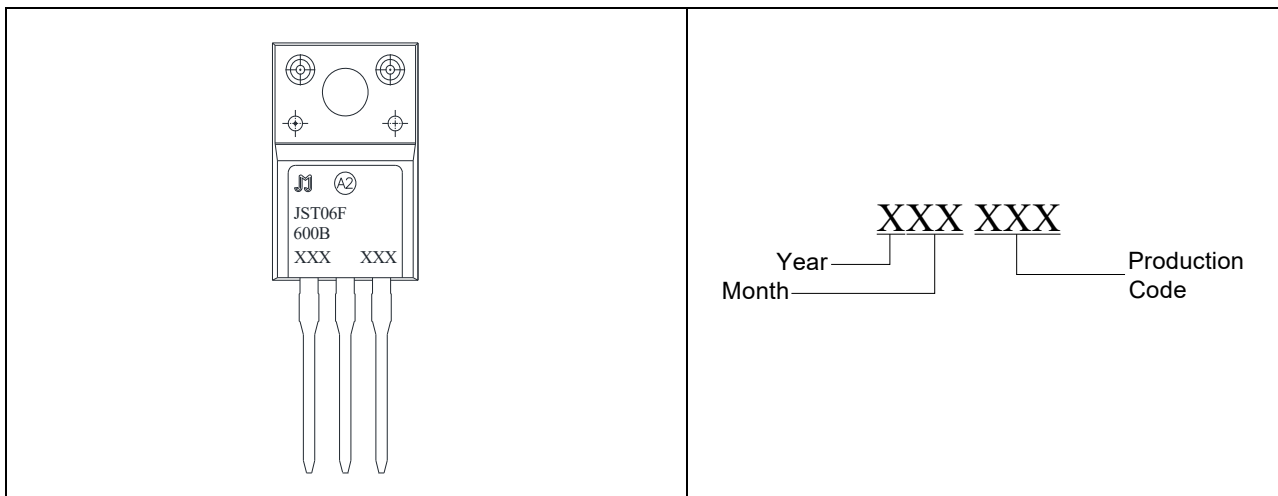 JJ A2
JST06F
600B
XXX XXX
XXX XXX
Year
Month
Production
Code